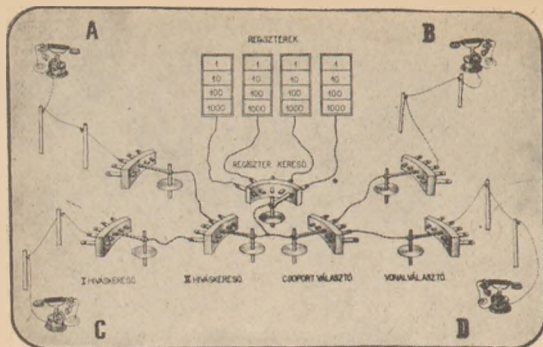 A
B
REGISZTEREK
1 1 1 1
10 10 10 10
100 100 100 100
1000 1000 1000 1000
REGISZTER KERESŐ.
I HÍVÁSKERESŐ. II HÍVÁSKERESŐ. CSOPORT VÁLASZTÓ. VONALVÁLASZTÓ.
C
D